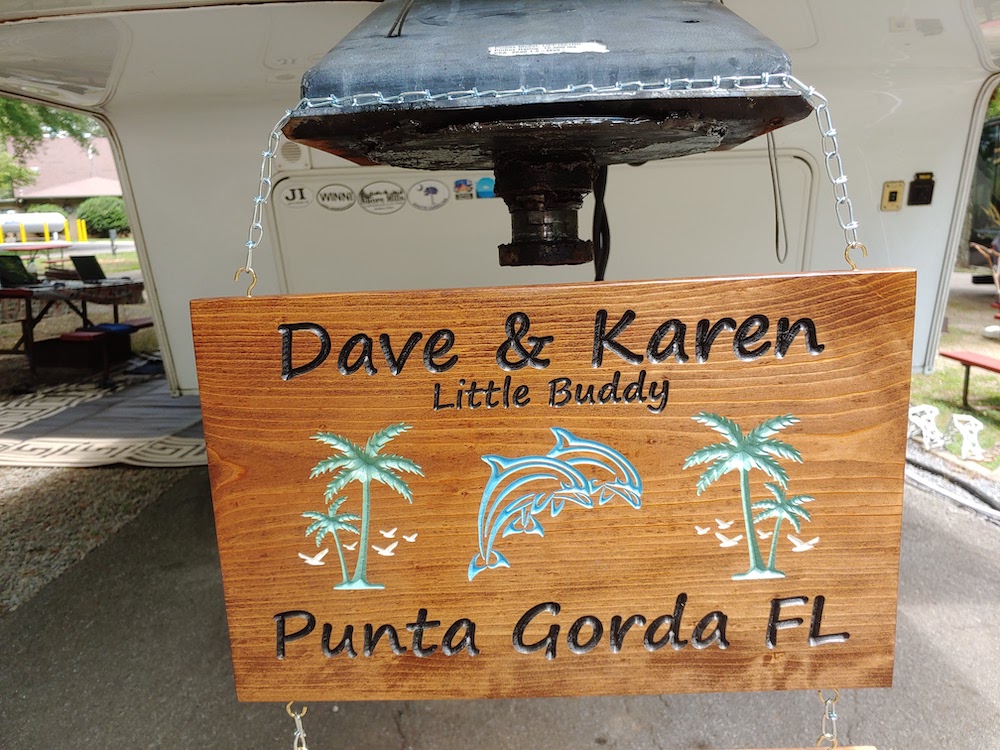 JI
WINNI
Dave & Karen
Little Buddy
Punta Gorda FL